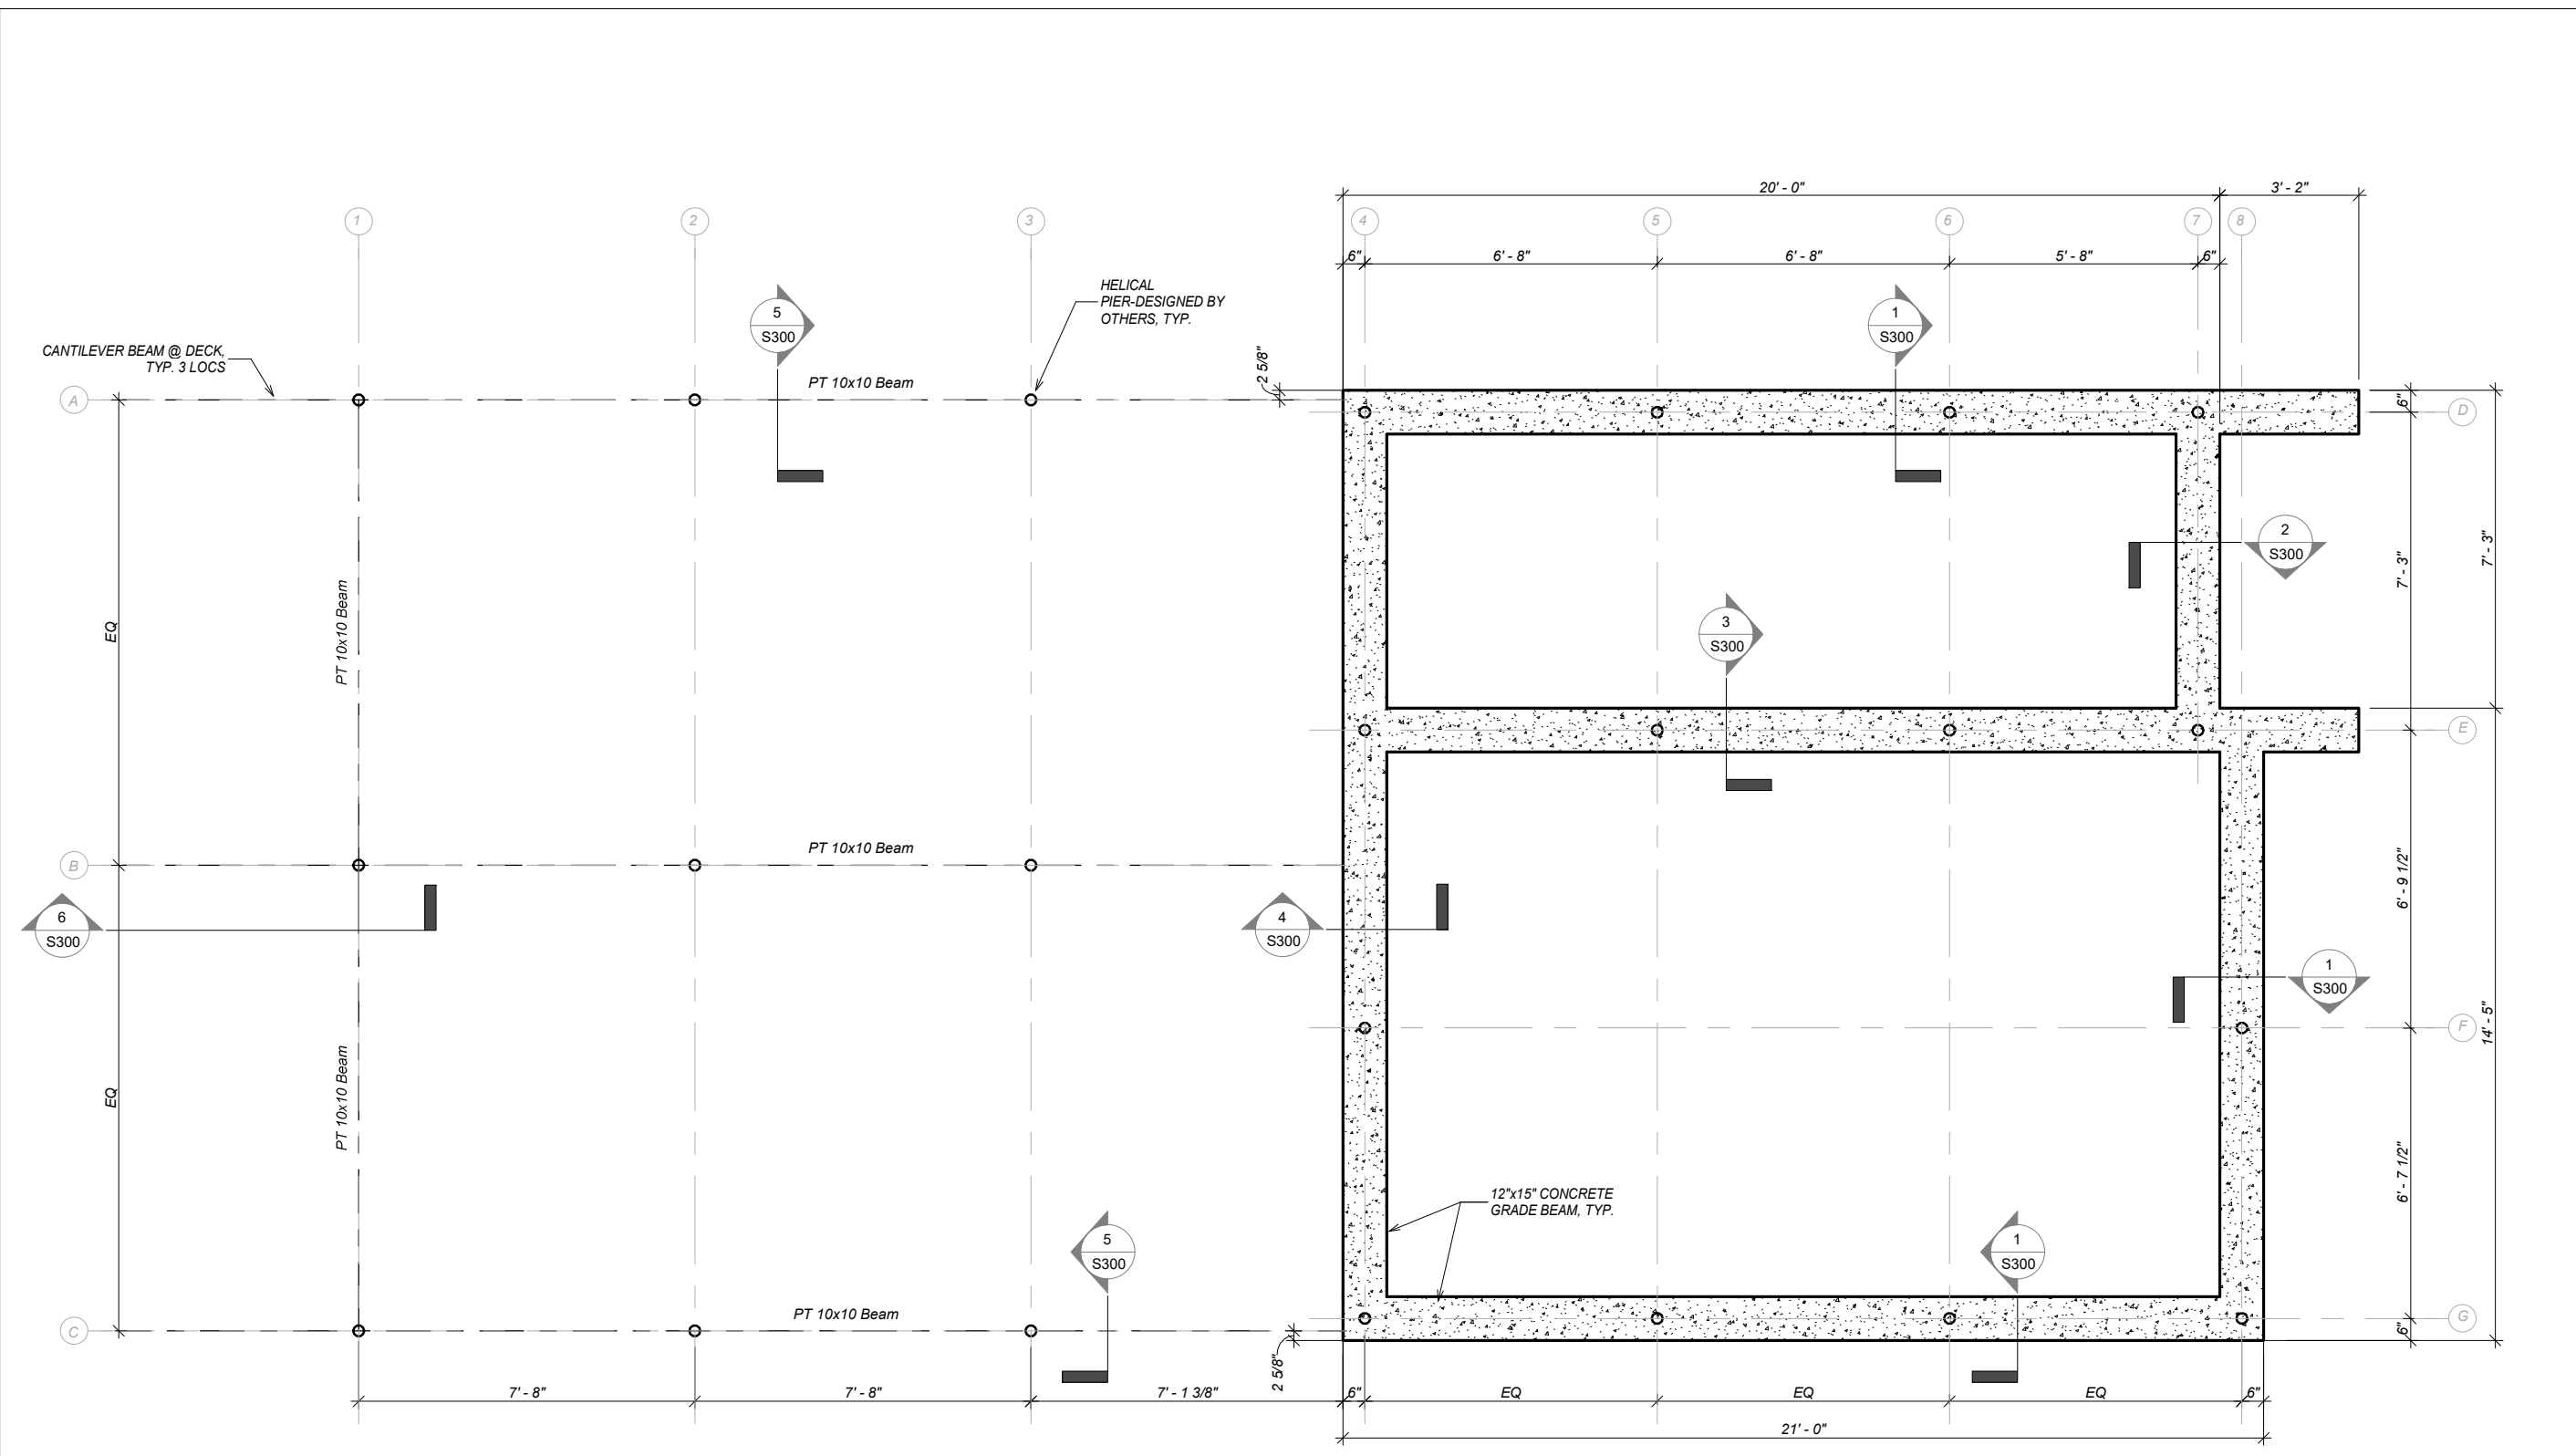 20' - 0"
3' - 2"
1
2
3
4
5
6
7
8
6"
6' - 8"
6' - 8"
5' - 8"
6"
HELICAL
PIER-DESIGNED BY
OTHERS, TYP.
5
S300
1
S300
CANTILEVER BEAM @ DECK,
TYP. 3 LOCS
2 5/8"
PT 10x10 Beam
A
6"
D
2
S300
7' - 3"
7' - 3"
PT 10x10 Beam
EQ
3
S300
E
PT 10x10 Beam
B
6' - 9 1/2"
6
S300
4
S300
1
S300
F
14' - 5"
PT 10x10 Beam
EQ
6' - 7 1/2"
12"x15" CONCRETE
GRADE BEAM, TYP.
5
S300
1
S300
PT 10x10 Beam
C
G
6"
2 5/8"
7' - 8"
7' - 8"
7' - 1 3/8"
6"
EQ
EQ
EQ
6"
21' - 0"